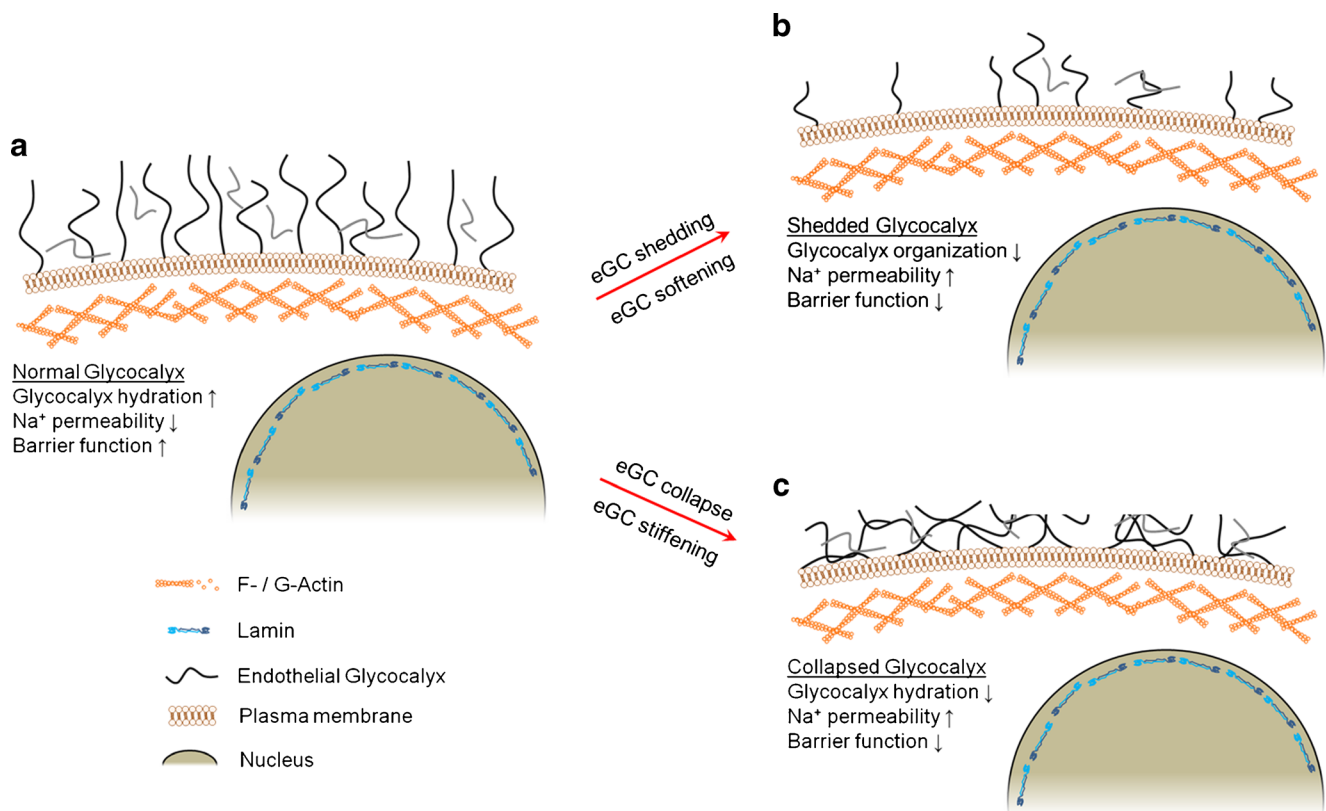 a
Normal Glycocalyx
Glycocalyx hydration ↑
Na⁺ permeability ↓
Barrier function ↑
eGC shedding
eGC softening
eGC collapse
eGC stiffening
b
Shedded Glycocalyx
Glycocalyx organization ↓
Na⁺ permeability ↑
Barrier function ↓
c
Collapsed Glycocalyx
Glycocalyx hydration ↓
Na⁺ permeability ↑
Barrier function ↓
F- / G-Actin
Lamin
Endothelial Glycocalyx
Plasma membrane
Nucleus